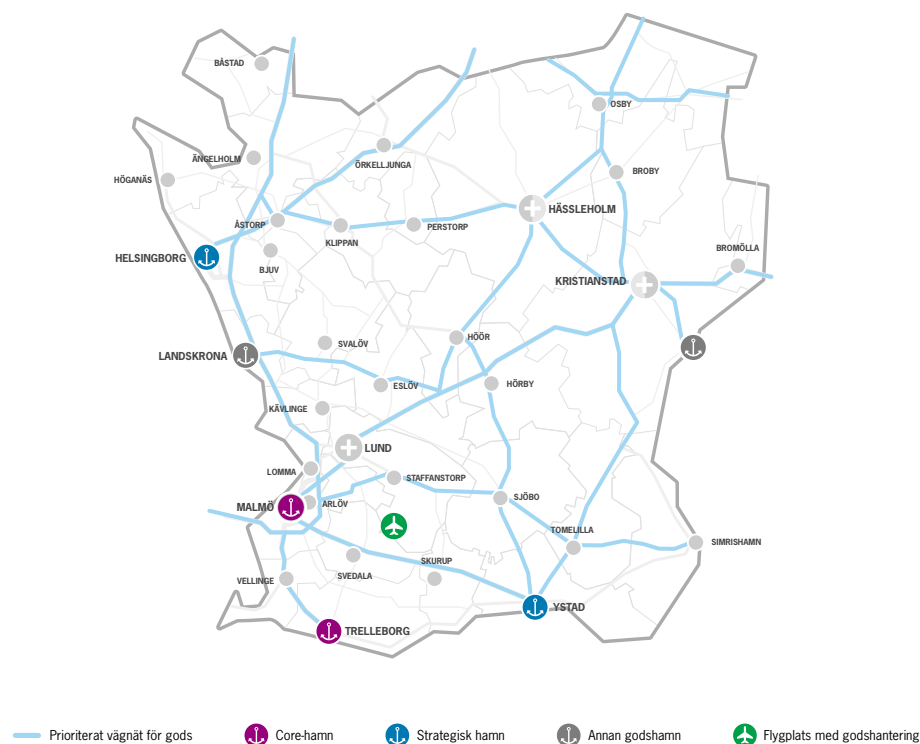 BÅSTAD
OSBY
ÄNGELHOLM
ÖRKELLJUNGA
HÖGANÄS
BROBY
HÄSSLEHOLM
ÅSTORP
KLIPPAN
PERSTORP
BROMÖLLA
HELSINGBORG
BJUV
KRISTIANSTAD
SVALÖV
HÖÖR
LANDSKRONA
ESLÖV
HÖRBY
KÄVLINGE
LUND
LOMMA
STAFFANSTORP
MALMÖ
ARLÖV
SJÖBO
TOMELILLA
SIMRISHAMN
SKURUP
VELLINGE
SVEDALA
YSTAD
TRELLEBORG
Prioriterat vägnät för gods
Core-hamn
Strategisk hamn
Annan godshamn
Flygplats med godshantering